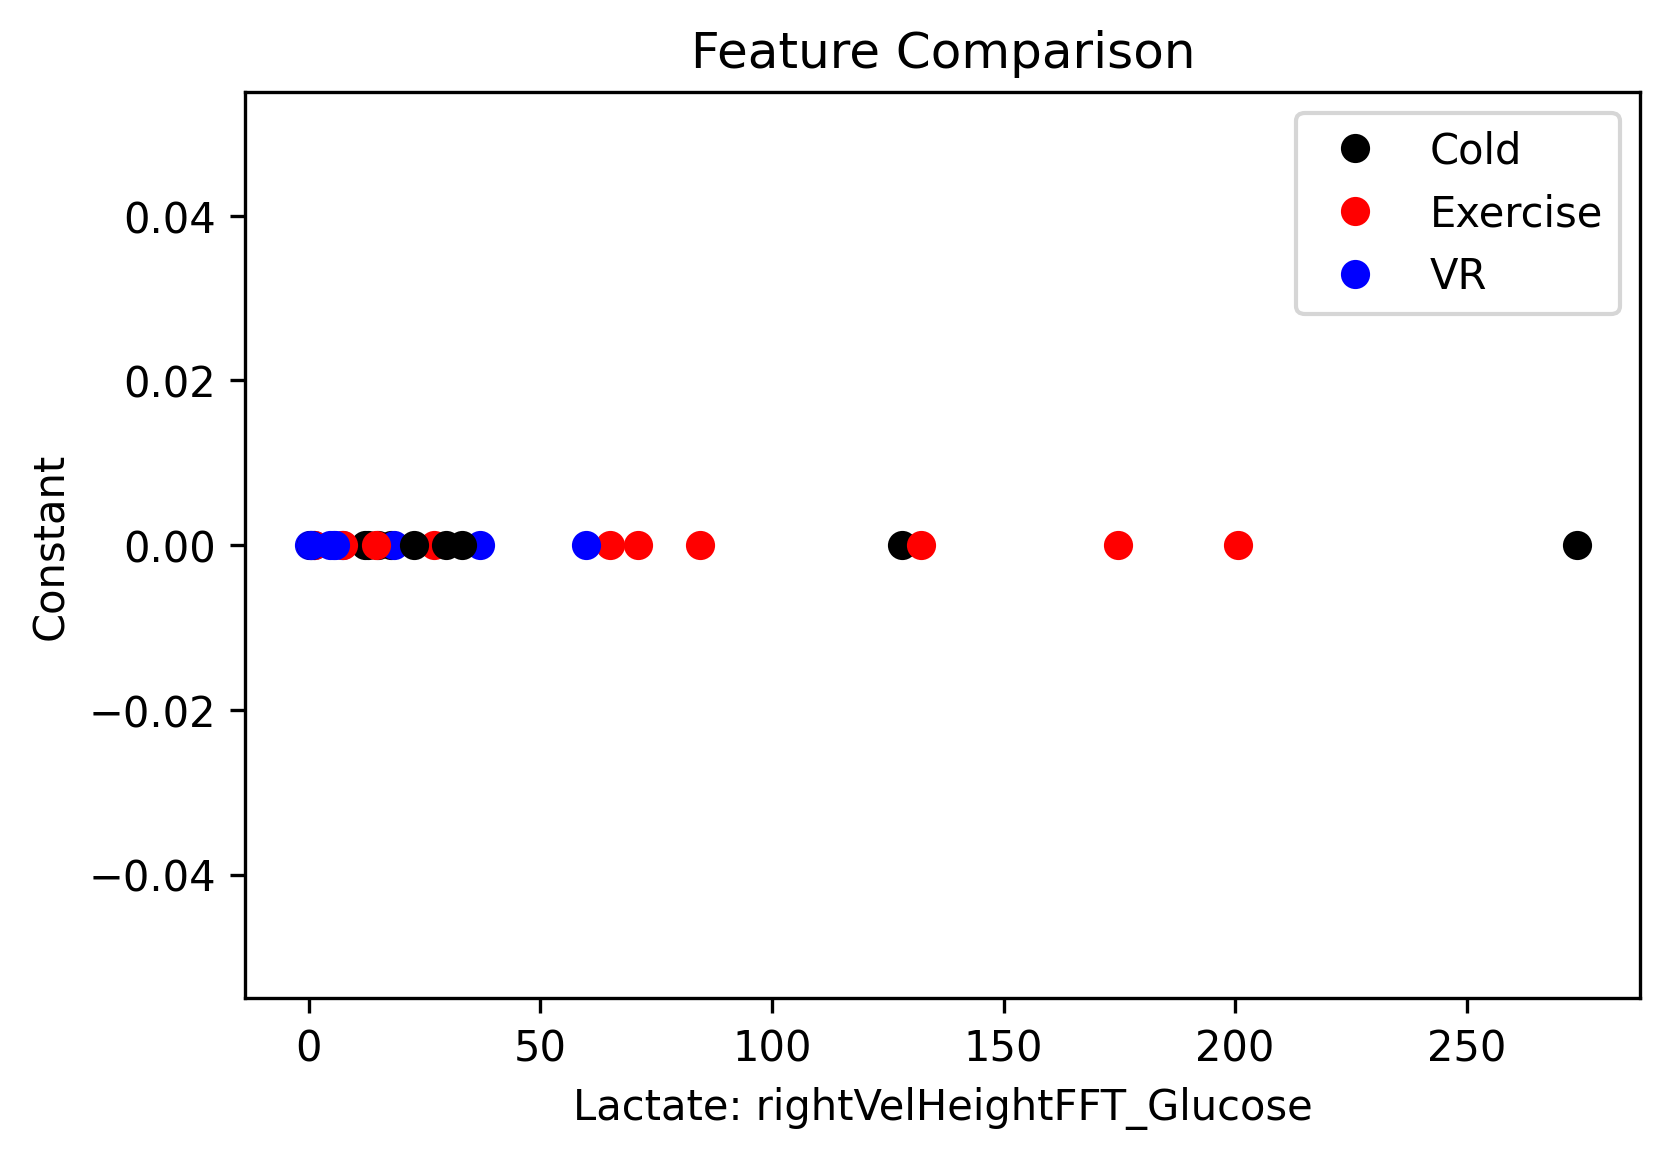 Feature Comparison
Cold
Exercise
VR
0.04
0.02
0.00
−0.02
−0.04
Constant
0 50 100 150 200 250
Lactate: rightVelHeightFFT_Glucose